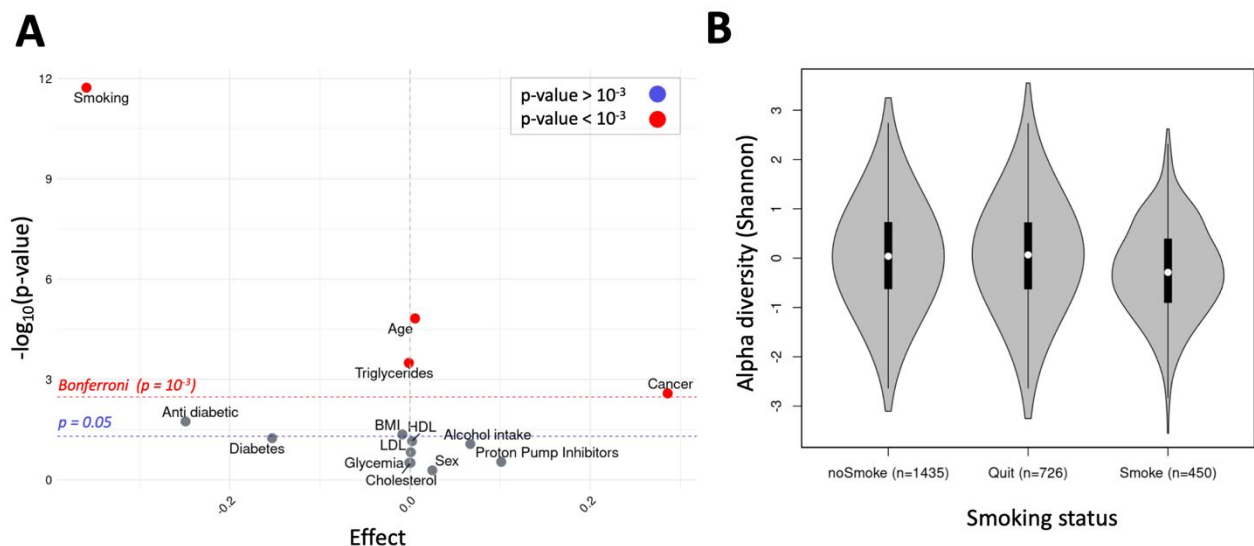 A
12
9
6
3
0
-log10(p-value)
Smoking
p-value > 10⁻³
p-value < 10⁻³
Age
Triglycerides
Cancer
Bonferroni (p = 10⁻³)
Anti diabetic
p = 0.05
BMI
HDL
Alcohol intake
Diabetes
LDL
Proton Pump Inhibitors
Glycemia
Sex
Cholesterol
-0.2
0.0
0.2
Effect
B
3
2
1
0
-1
-2
-3
Alpha diversity (Shannon)
noSmoke (n=1435)
Quit (n=726)
Smoke (n=450)
Smoking status